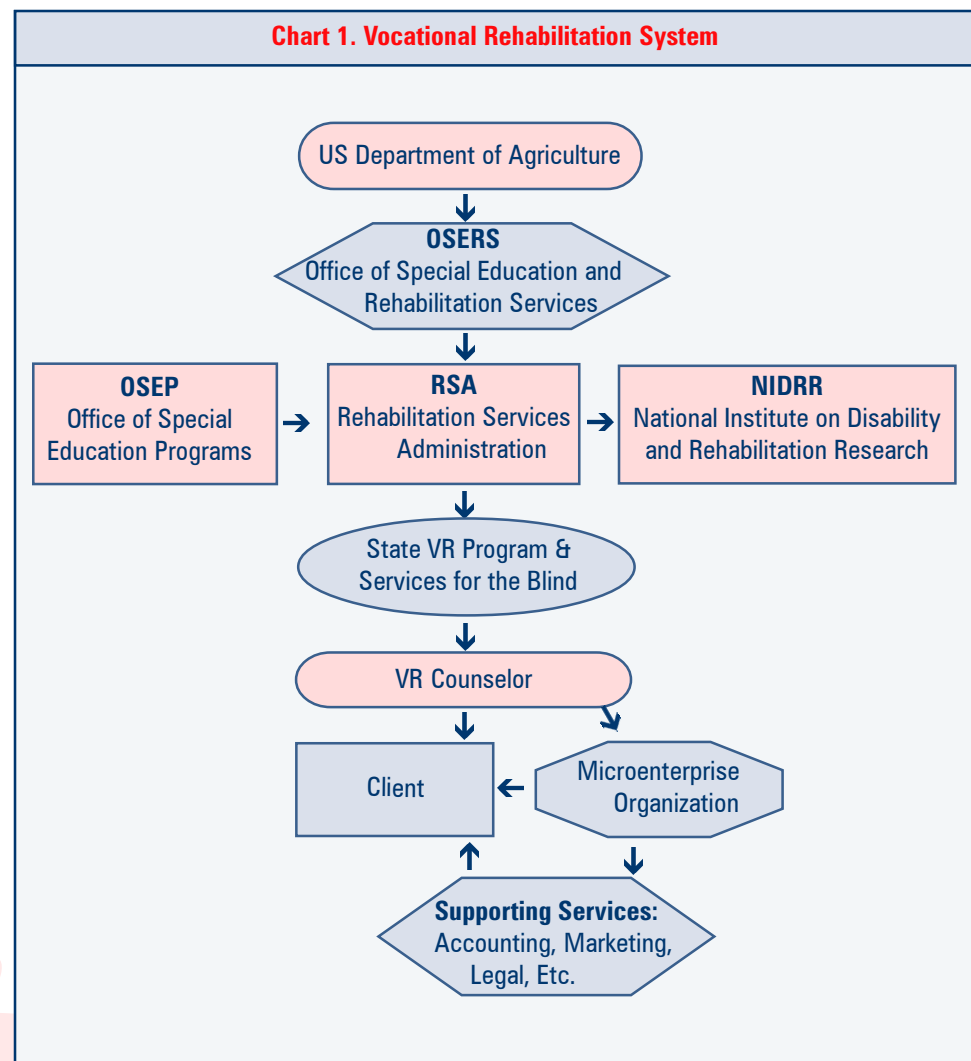 Chart 1. Vocational Rehabilitation System
US Department of Agriculture
OSERS
Office of Special Education and
Rehabilitation Services
OSEP
Office of Special
Education Programs
RSA
Rehabilitation Services
Administration
NIDRR
National Institute on Disability
and Rehabilitation Research
State VR Program &
Services for the Blind
VR Counselor
Client
Microenterprise
Organization
Supporting Services:
Accounting, Marketing,
Legal, Etc.